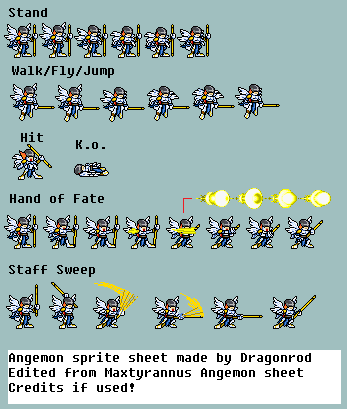 Stand
Walk/Fly/Jump
Hit
K.o.
Hand of Fate
Staff Sweep
Angemon sprite sheet made by Dragonrod
Edited from Maxtyrannus Angemon sheet
Credits if used!